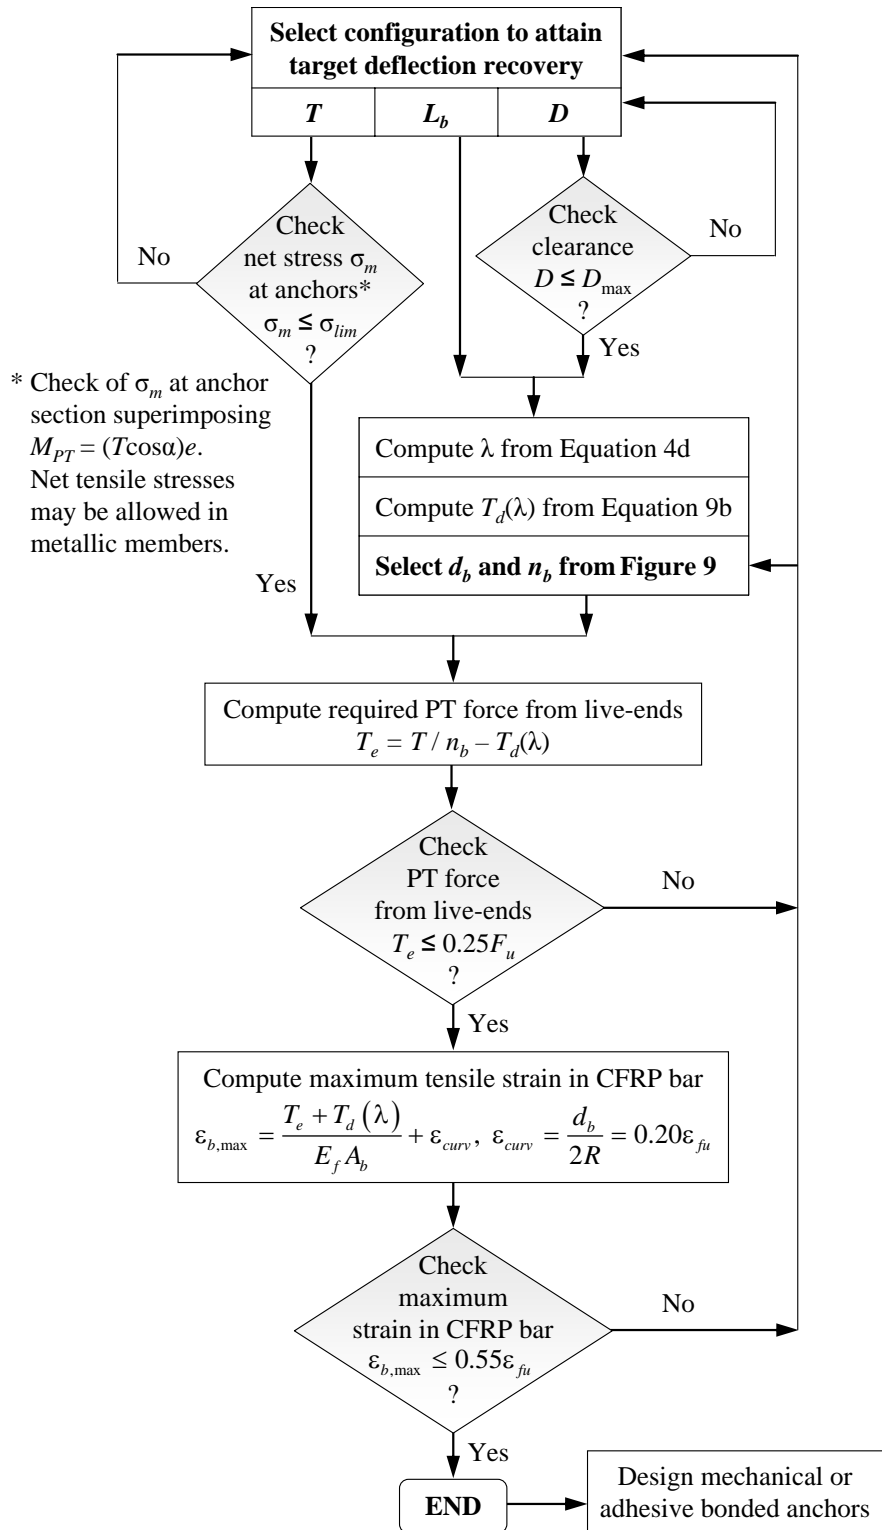 Select configuration to attain
target deflection recovery
T L_b D
Check
net stress σ_m
at anchors*
σ_m ≤ σ_lim
?
No
Check
clearance
D ≤ D_max
?
No
Yes
* Check of σ_m at anchor
section superimposing
M_PT = (Tcosα)e.
Net tensile stresses
may be allowed in
metallic members.
Yes
Compute λ from Equation 4d
Compute T_d(λ) from Equation 9b
Select d_b and n_b from Figure 9
Compute required PT force from live-ends
T_e = T / n_b – T_d(λ)
Check
PT force
from live-ends
T_e ≤ 0.25F_u
?
No
Yes
Compute maximum tensile strain in CFRP bar
ε_b,max = (T_e + T_d (λ)) / (E_f A_b) + ε_curv, ε_curv = d_b / 2R = 0.20ε_fu
Check
maximum
strain in CFRP bar
ε_b,max ≤ 0.55ε_fu
?
No
Yes
END
Design mechanical or
adhesive bonded anchors